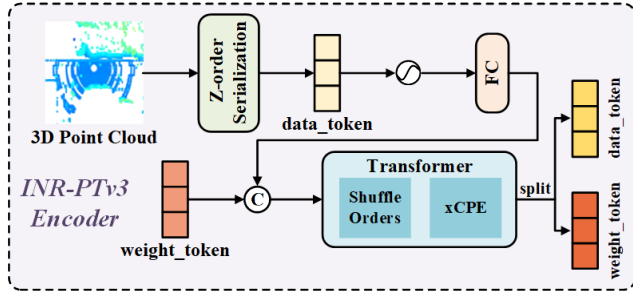 3D Point Cloud
Z-order
Serialization
data_token
FC
data_token
INR-PTv3
Encoder
weight_token
C
Transformer
Shuffle
Orders
xCPE
split
weight_token